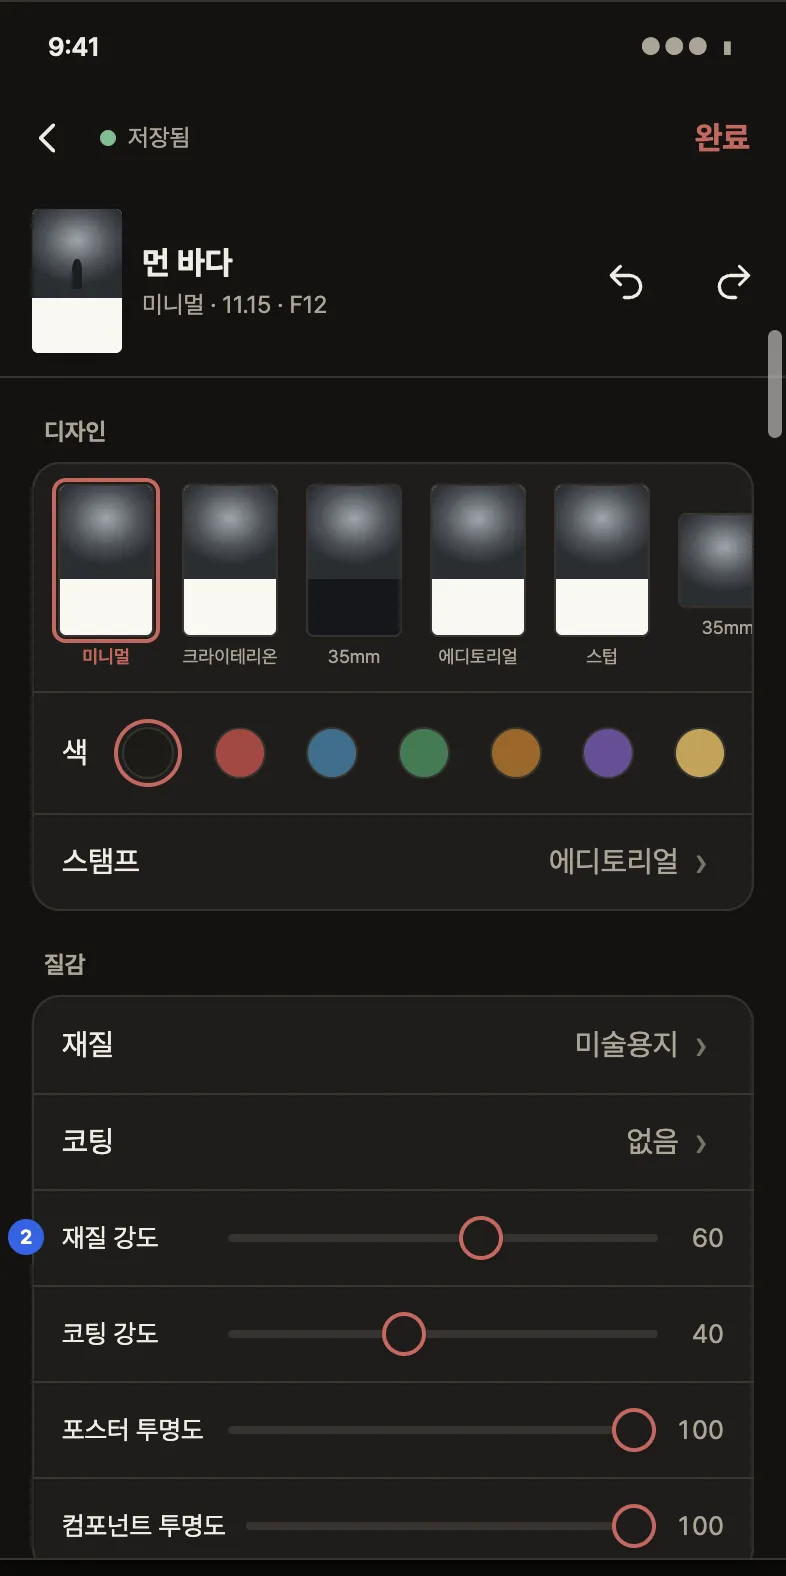 9:41
저장됨
완료
먼 바다
미니멀 · 11.15 · F12
디자인
미니멀 크라이테리온 35mm 에디토리얼 스텁 35mm
색
스탬프 에디토리얼 ›
질감
재질 미술용지 ›
코팅 없음 ›
2 재질 강도 60
코팅 강도 40
포스터 투명도 100
컴포넌트 투명도 100